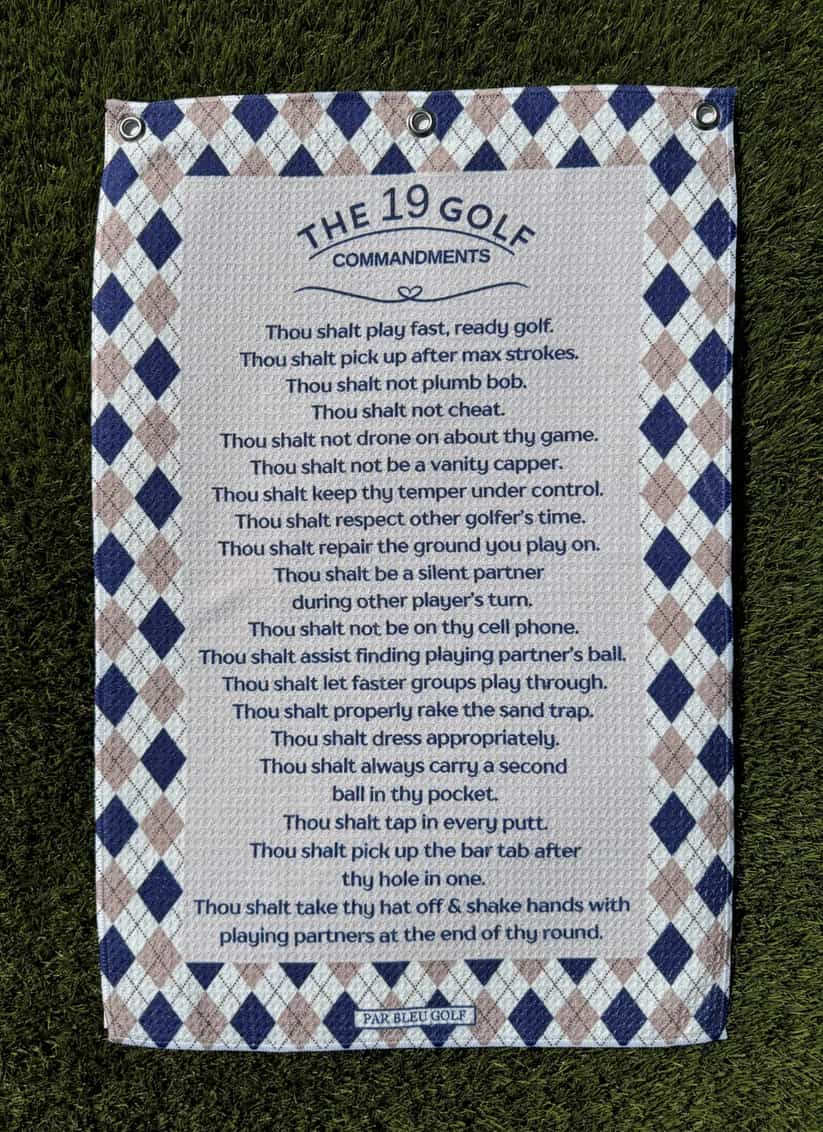 THE 19 GOLF
COMMANDMENTS
Thou shalt play fast, ready golf.
Thou shalt pick up after max strokes.
Thou shalt not plumb bob.
Thou shalt not cheat.
Thou shalt not drone on about thy game.
Thou shalt not be a vanity capper.
Thou shalt keep thy temper under control.
Thou shalt respect other golfer's time.
Thou shalt repair the ground you play on.
Thou shalt be a silent partner
during other player's turn.
Thou shalt not be on thy cell phone.
Thou shalt assist finding playing partner's ball.
Thou shalt let faster groups play through.
Thou shalt properly rake the sand trap.
Thou shalt dress appropriately.
Thou shalt always carry a second
ball in thy pocket.
Thou shalt tap in every putt.
Thou shalt pick up the bar tab after
thy hole in one.
Thou shalt take thy hat off & shake hands with
playing partners at the end of thy round.
PAR BLEU GOLF